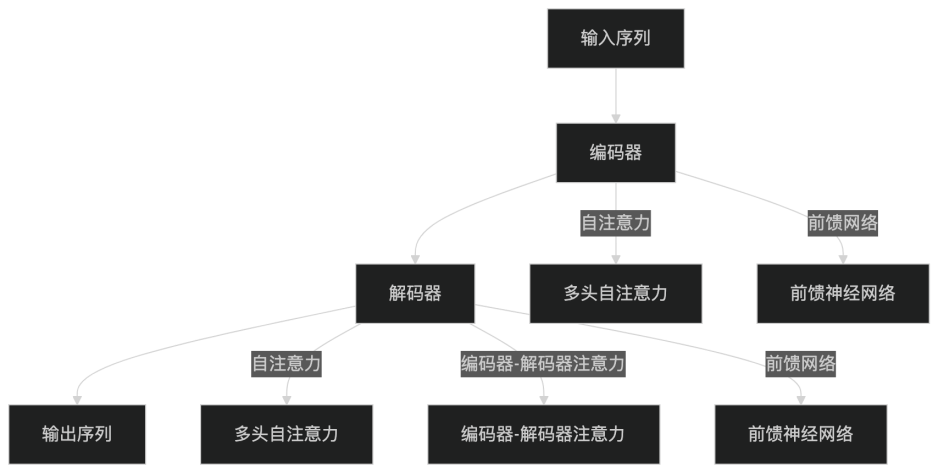 输入序列
编码器
自注意力
前馈网络
解码器
多头自注意力
前馈神经网络
自注意力
编码器-解码器注意力
前馈网络
输出序列
多头自注意力
编码器-解码器注意力
前馈神经网络